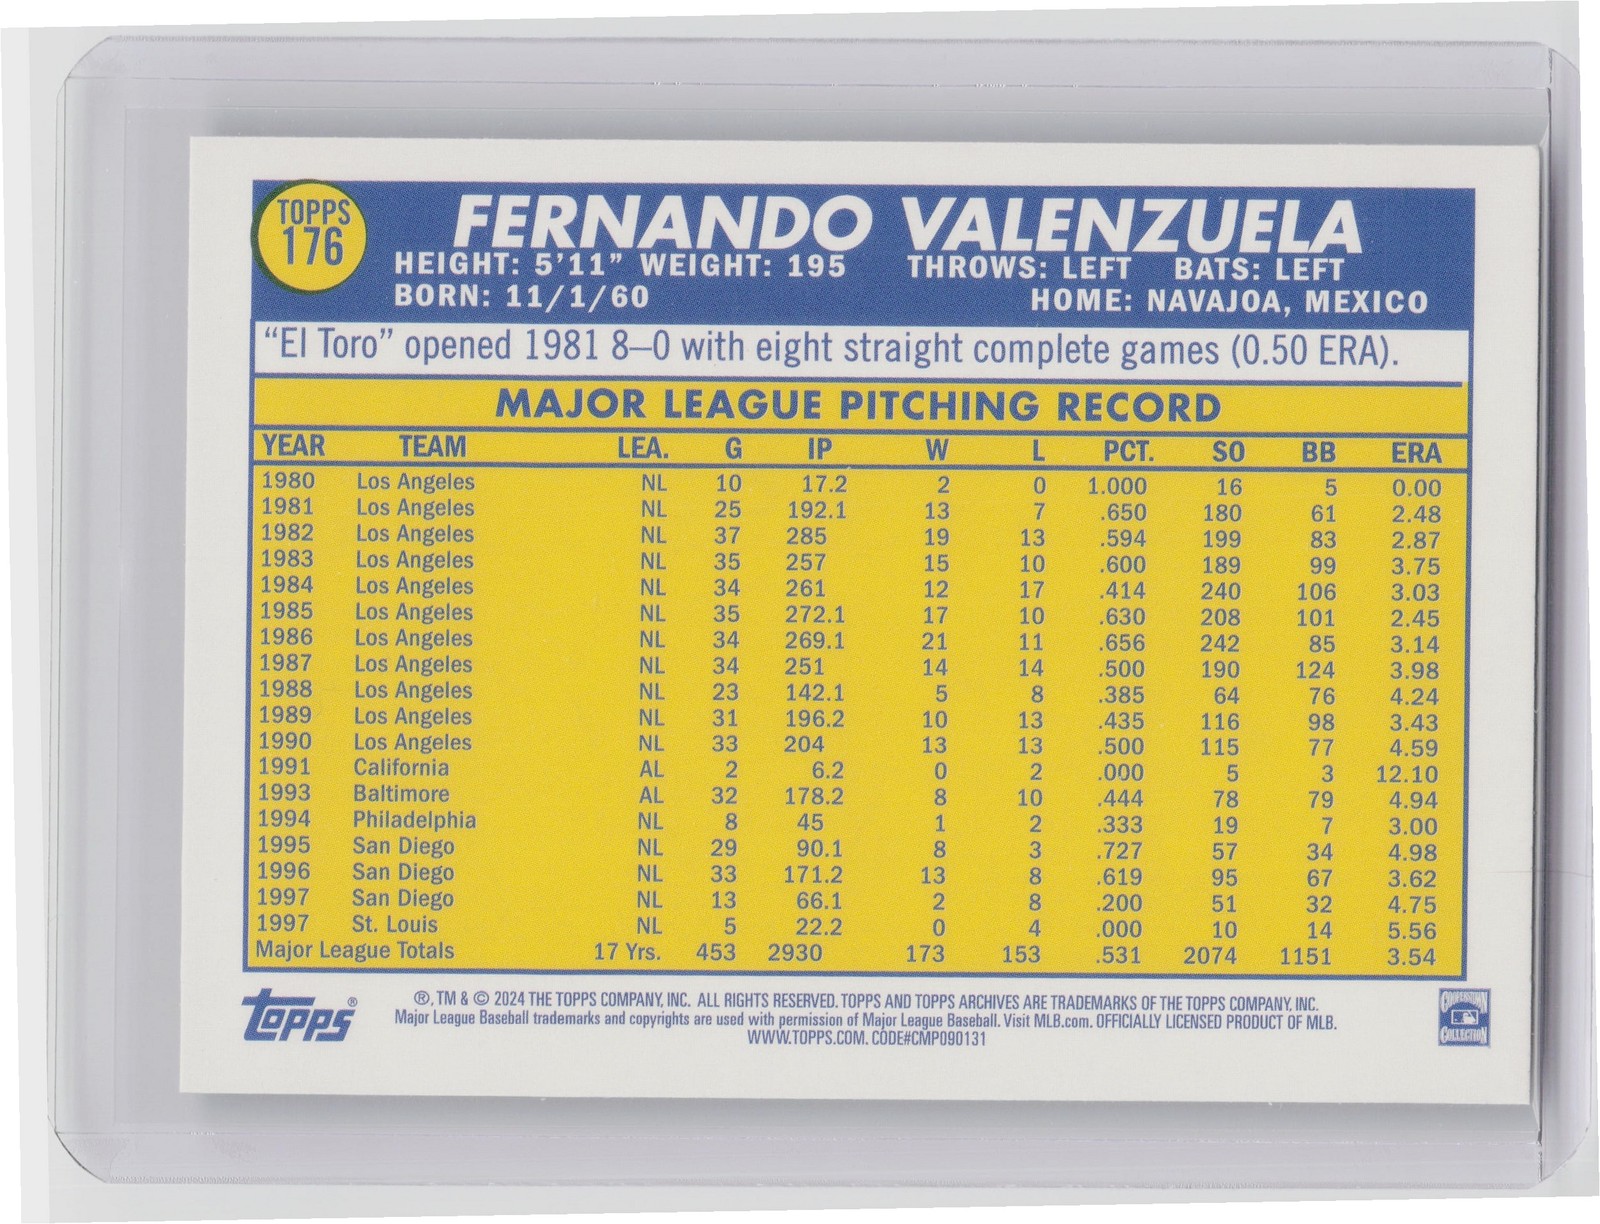 TOPPS
176
FERNANDO VALENZUELA
HEIGHT: 5'11" WEIGHT: 195 THROWS: LEFT BATS: LEFT
BORN: 11/1/60 HOME: NAVAJOA, MEXICO
"El Toro" opened 1981 8–0 with eight straight complete games (0.50 ERA).
MAJOR LEAGUE PITCHING RECORD
YEAR TEAM LEA. G IP W L PCT. SO BB ERA
1980 Los Angeles NL 10 17.2 2 0 1.000 16 5 0.00
1981 Los Angeles NL 25 192.1 13 7 .650 180 61 2.48
1982 Los Angeles NL 37 285 19 13 .594 199 83 2.87
1983 Los Angeles NL 35 257 15 10 .600 189 99 3.75
1984 Los Angeles NL 34 261 12 17 .414 240 106 3.03
1985 Los Angeles NL 35 272.1 17 10 .630 208 101 2.45
1986 Los Angeles NL 34 269.1 21 11 .656 242 85 3.14
1987 Los Angeles NL 34 251 14 14 .500 190 124 3.98
1988 Los Angeles NL 23 142.1 5 8 .385 64 76 4.24
1989 Los Angeles NL 31 196.2 10 13 .435 116 98 3.43
1990 Los Angeles NL 33 204 13 13 .500 115 77 4.59
1991 California AL 2 6.2 0 2 .000 5 3 12.10
1993 Baltimore AL 32 178.2 8 10 .444 78 79 4.94
1994 Philadelphia NL 8 45 1 2 .333 19 7 3.00
1995 San Diego NL 29 90.1 8 3 .727 57 34 4.98
1996 San Diego NL 33 171.2 13 8 .619 95 67 3.62
1997 San Diego NL 13 66.1 2 8 .200 51 32 4.75
1997 St. Louis NL 5 22.2 0 4 .000 10 14 5.56
Major League Totals 17 Yrs. 453 2930 173 153 .531 2074 1151 3.54
Topps®
®, TM & © 2024 THE TOPPS COMPANY, INC. ALL RIGHTS RESERVED. TOPPS AND TOPPS ARCHIVES ARE TRADEMARKS OF THE TOPPS COMPANY, INC.
Major League Baseball trademarks and copyrights are used with permission of Major League Baseball. Visit MLB.com. OFFICIALLY LICENSED PRODUCT OF MLB.
WWW.TOPPS.COM. CODE#CMP090131
COOPERSTOWN
COLLECTION